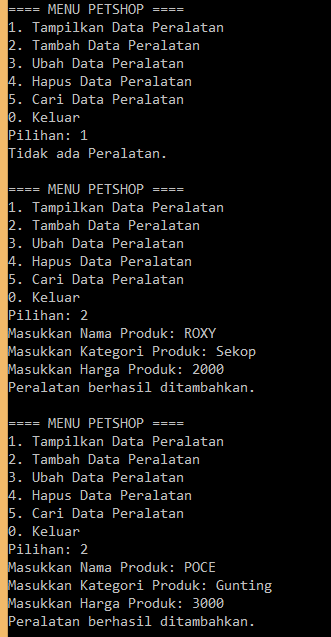 ==== MENU PETSHOP ====
1. Tampilkan Data Peralatan
2. Tambah Data Peralatan
3. Ubah Data Peralatan
4. Hapus Data Peralatan
5. Cari Data Peralatan
0. Keluar
Pilihan: 1
Tidak ada Peralatan.

==== MENU PETSHOP ====
1. Tampilkan Data Peralatan
2. Tambah Data Peralatan
3. Ubah Data Peralatan
4. Hapus Data Peralatan
5. Cari Data Peralatan
0. Keluar
Pilihan: 2
Masukkan Nama Produk: ROXY
Masukkan Kategori Produk: Sekop
Masukkan Harga Produk: 2000
Peralatan berhasil ditambahkan.

==== MENU PETSHOP ====
1. Tampilkan Data Peralatan
2. Tambah Data Peralatan
3. Ubah Data Peralatan
4. Hapus Data Peralatan
5. Cari Data Peralatan
0. Keluar
Pilihan: 2
Masukkan Nama Produk: POCE
Masukkan Kategori Produk: Gunting
Masukkan Harga Produk: 3000
Peralatan berhasil ditambahkan.